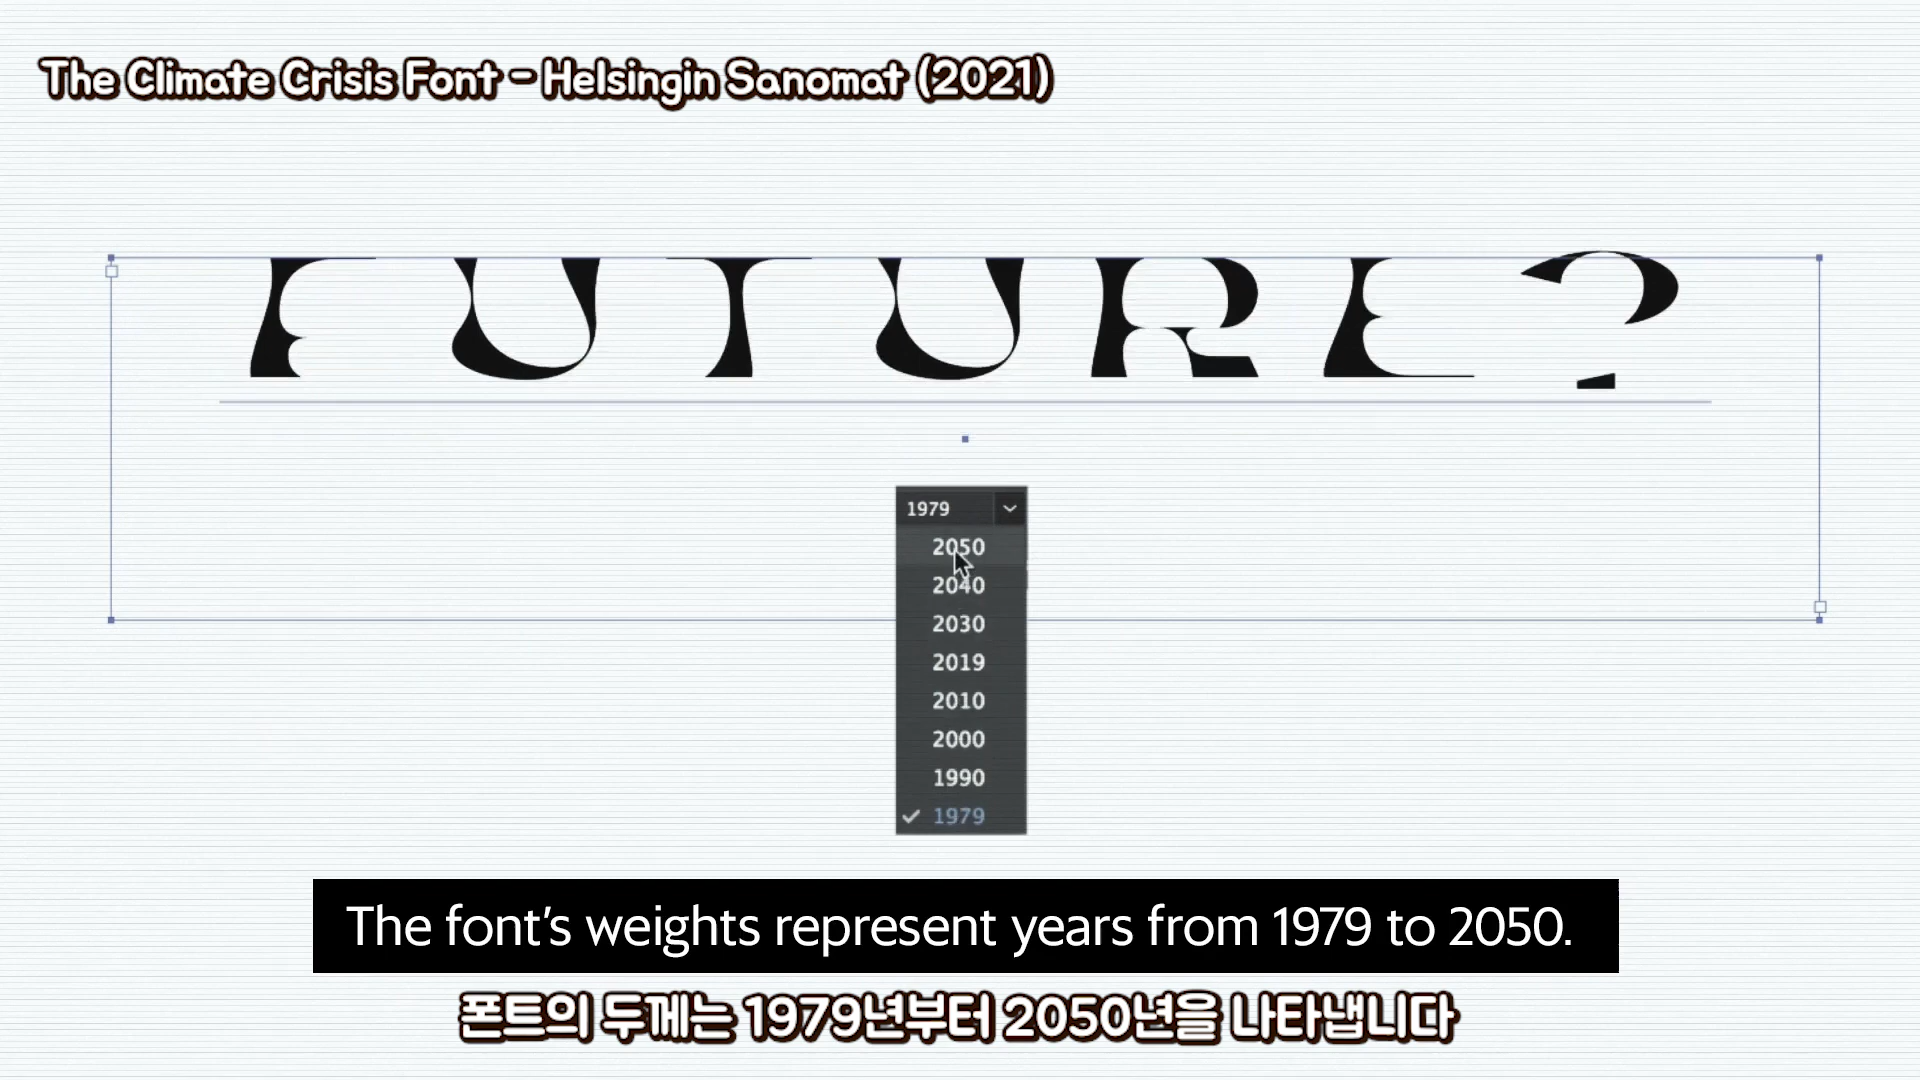 The Climate Crisis Font - Helsingin Sanomat (2021)
FUTURE?
1979
2050
2040
2030
2019
2010
2000
1990
1979
The font's weights represent years from 1979 to 2050.
폰트의 두께는 1979년부터 2050년을 나타냅니다